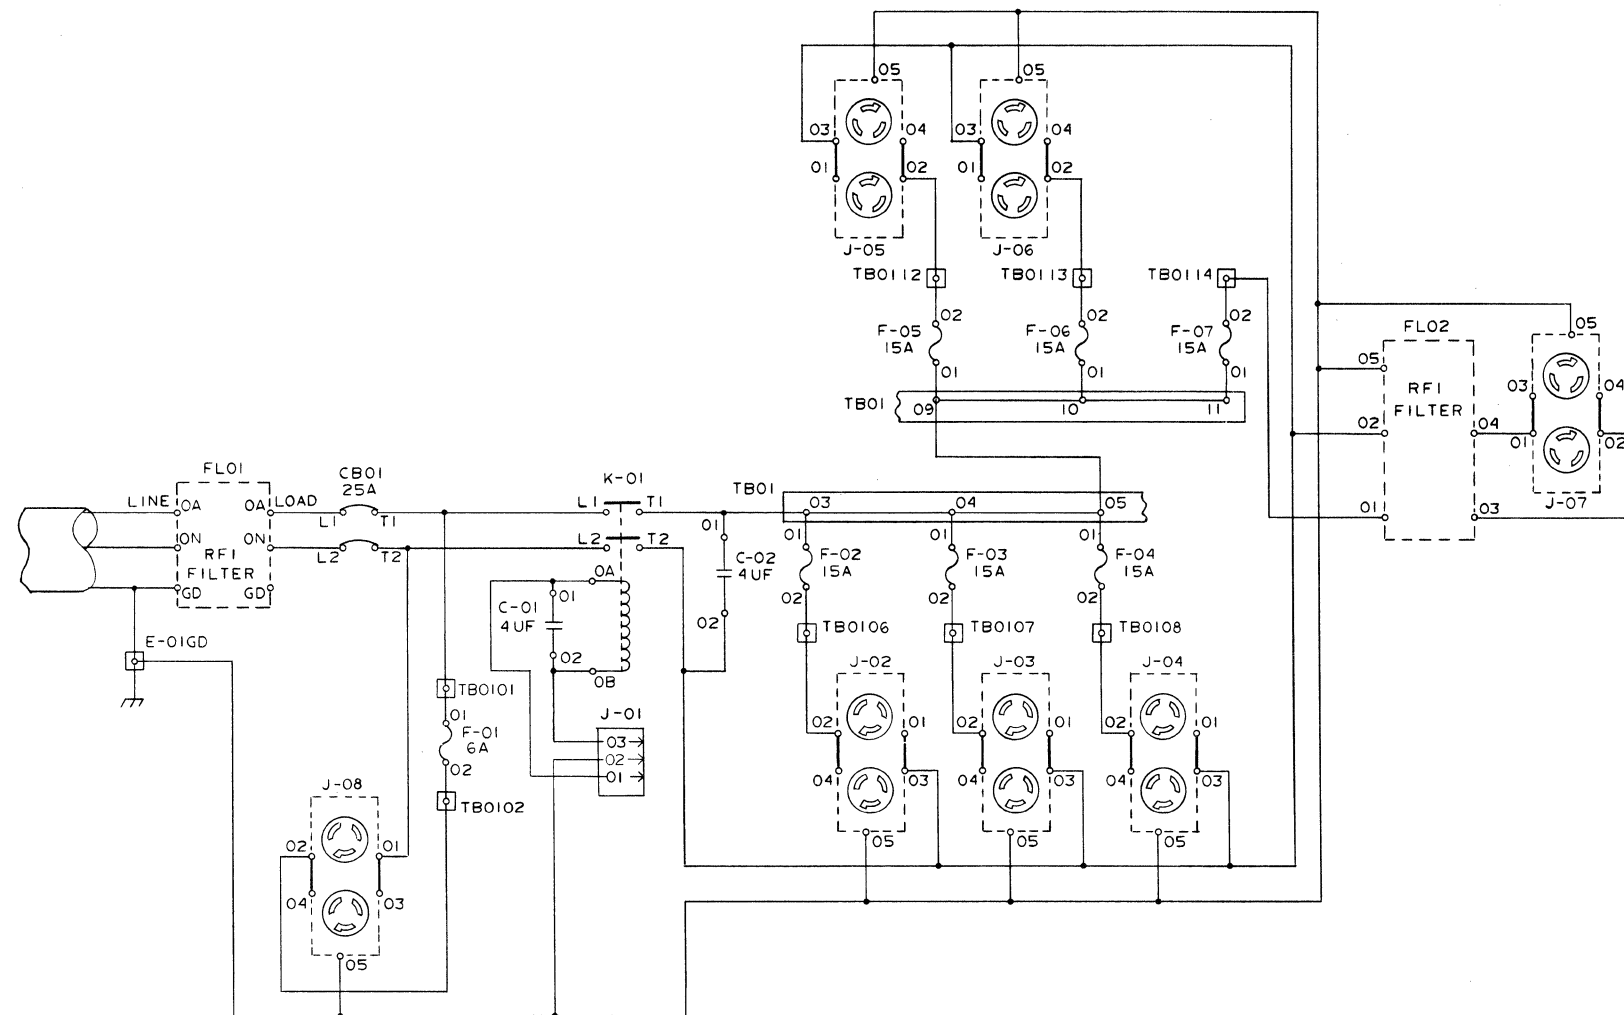 05
05
03
04
03
04
01
02
01
02
J-05
J-06
TB0112
TB0113
TB0114
02
02
02
F-05
15A
F-06
15A
F-07
15A
01
01
01
TB01
09
10
11
FL02
05
05
RFI
FILTER
03
04
02
04
01
02
01
03
J-07
FL01
CB01
25A
K-01
LINE
OA
OA
LOAD
L1
T1
L1
T1
TB01
03
04
05
ON
ON
L2
T2
L2
T2
RFI
FILTER
GD
GD
01
C-02
4UF
02
01
F-02
15A
02
01
F-03
15A
02
01
F-04
15A
02
OA
01
C-01
4UF
02
OB
E-01GD
TB0106
TB0107
TB0108
J-02
J-03
J-04
02
01
02
01
02
01
04
03
04
03
04
03
05
05
05
TB0101
01
F-01
6A
02
TB0102
J-01
03
02
01
J-08
02
01
04
03
05